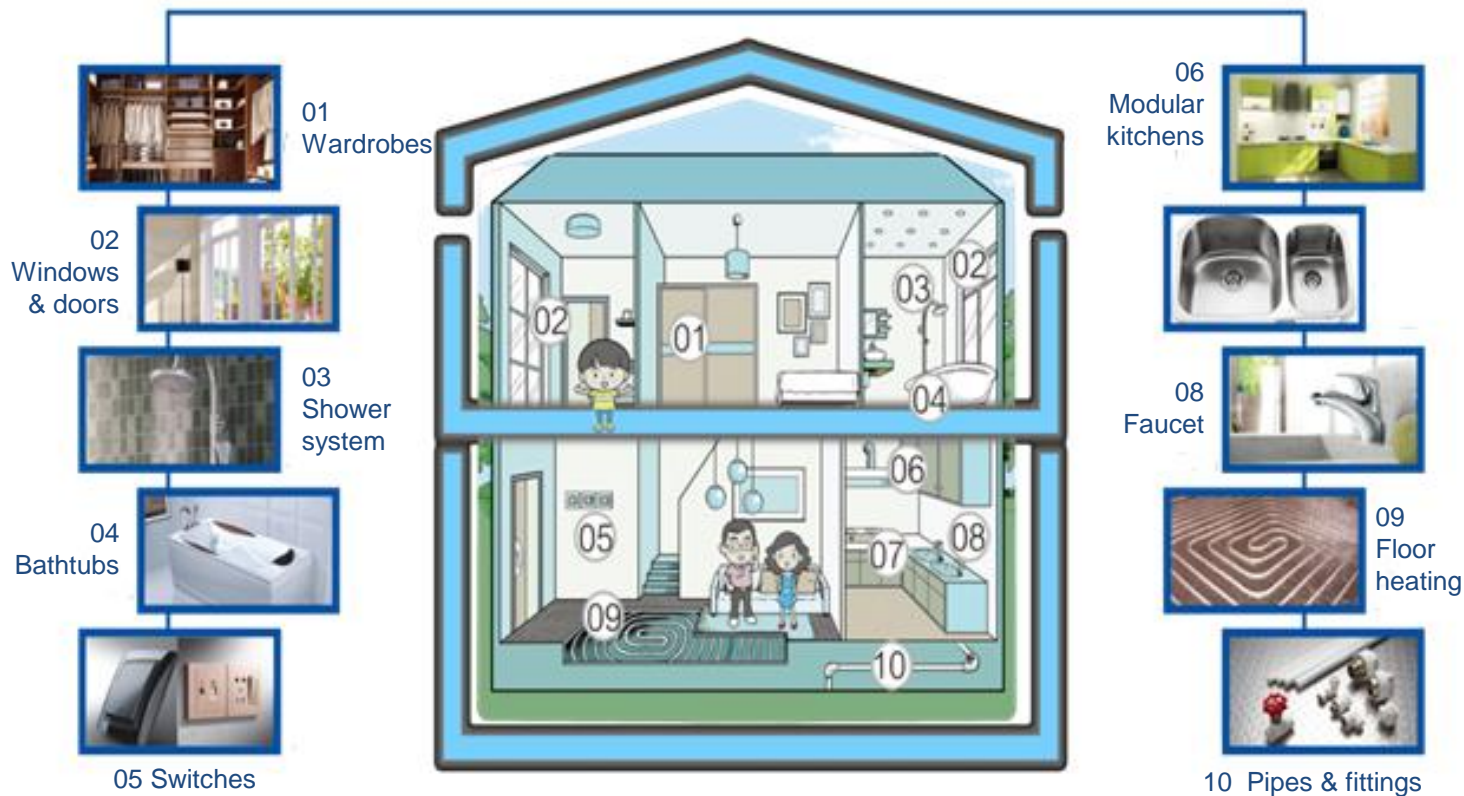 01
Wardrobes
02
Windows
& doors
03
Shower
system
04
Bathtubs
05 Switches
02
01
03
02
04
05
06
07
08
09
10
06
Modular
kitchens
08
Faucet
09
Floor
heating
10 Pipes & fittings